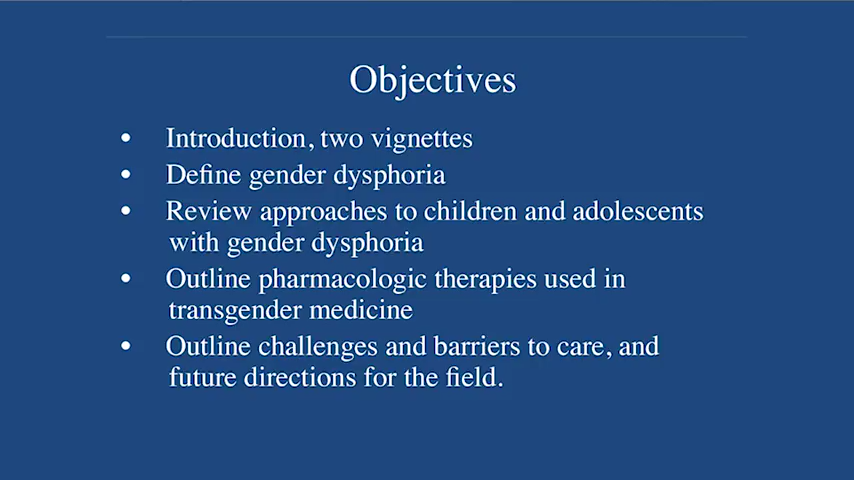 Objectives
• Introduction, two vignettes
• Define gender dysphoria
• Review approaches to children and adolescents
with gender dysphoria
• Outline pharmacologic therapies used in
transgender medicine
• Outline challenges and barriers to care, and
future directions for the field.